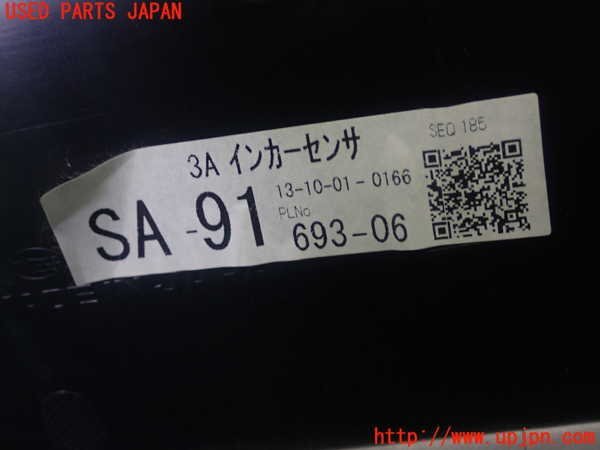 USED PARTS JAPAN
3A インカーセンサ
SEQ 185
SA-91
13-10-01-0166
PLNo
693-06
http://www.upjpn.com/